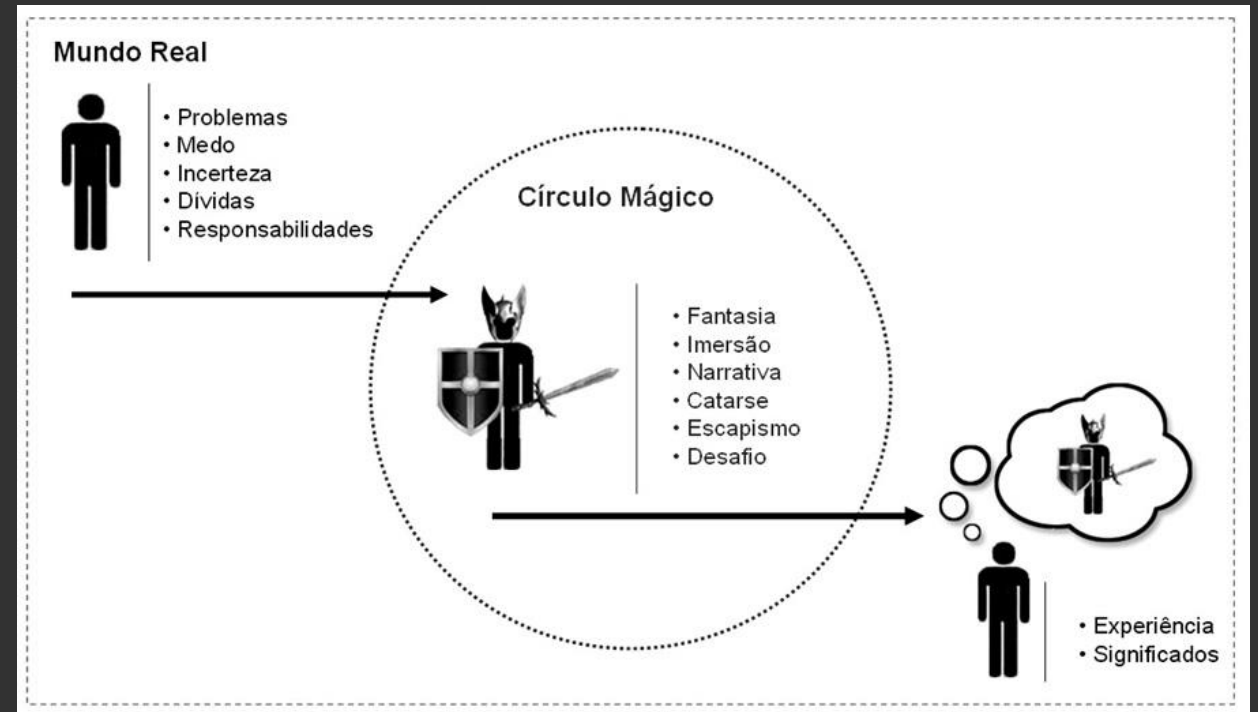 Mundo Real
• Problemas
• Medo
• Incerteza
• Dívidas
• Responsabilidades
Círculo Mágico
• Fantasia
• Imersão
• Narrativa
• Catarse
• Escapismo
• Desafio
• Experiência
• Significados